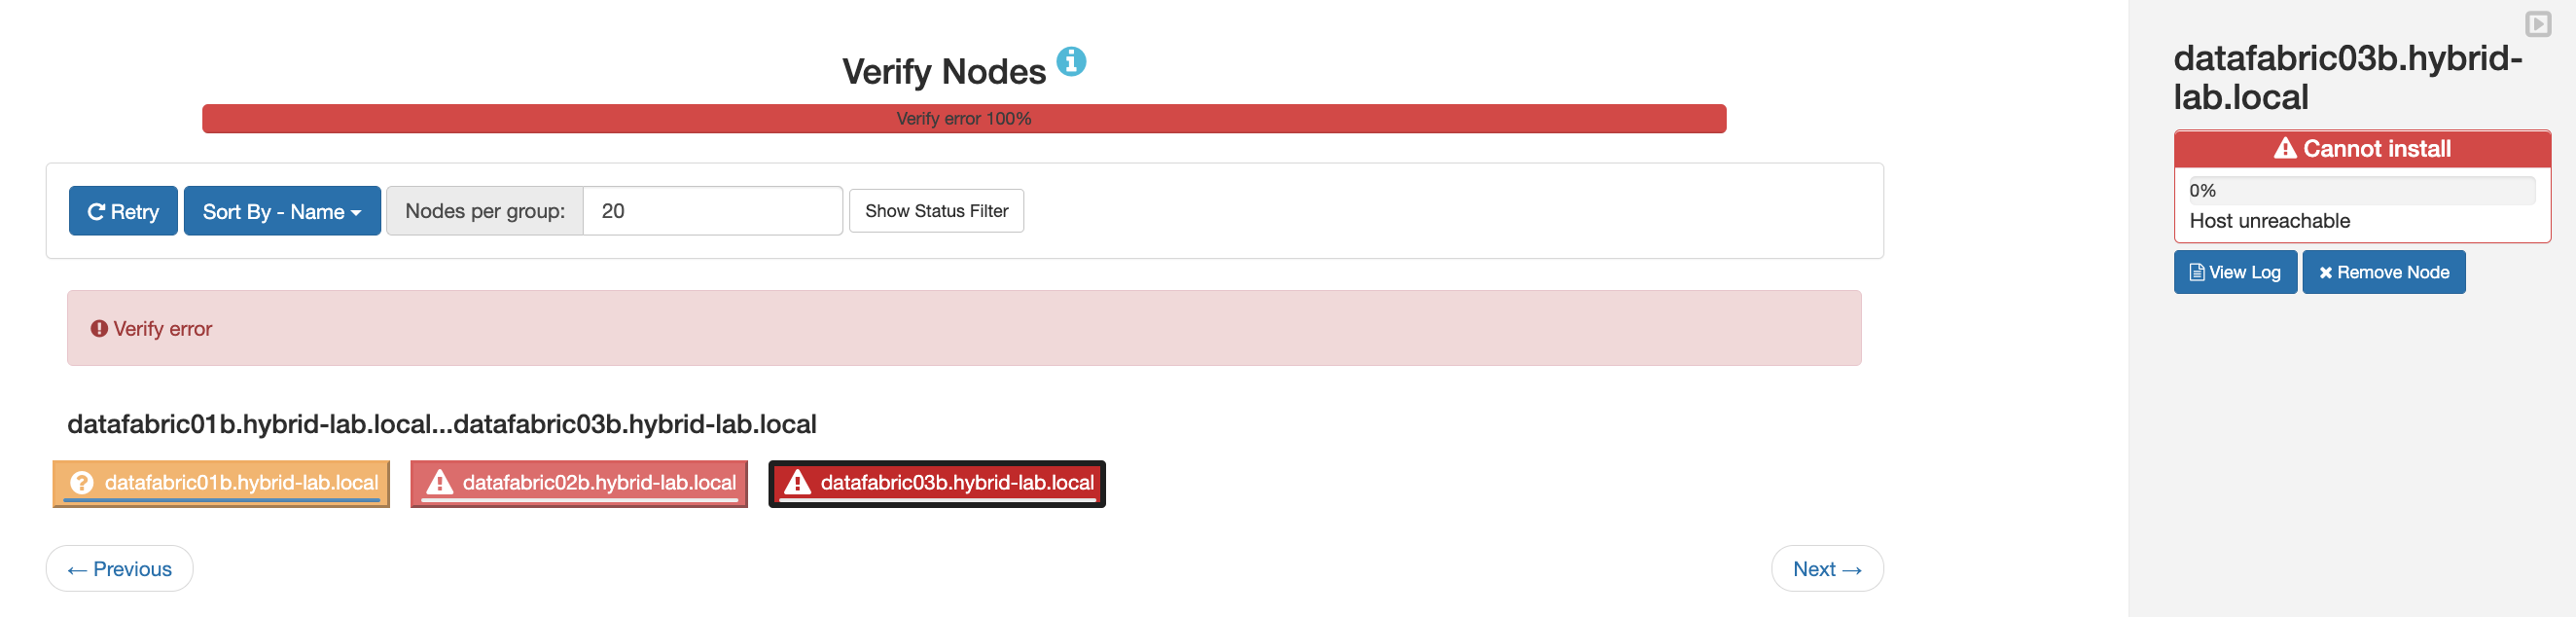 Verify Nodes
Verify error 100%
Retry
Sort By - Name
Nodes per group:
20
Show Status Filter
Verify error
datafabric01b.hybrid-lab.local...datafabric03b.hybrid-lab.local
datafabric01b.hybrid-lab.local
datafabric02b.hybrid-lab.local
datafabric03b.hybrid-lab.local
← Previous
Next →
datafabric03b.hybrid-
lab.local
Cannot install
0%
Host unreachable
View Log
Remove Node